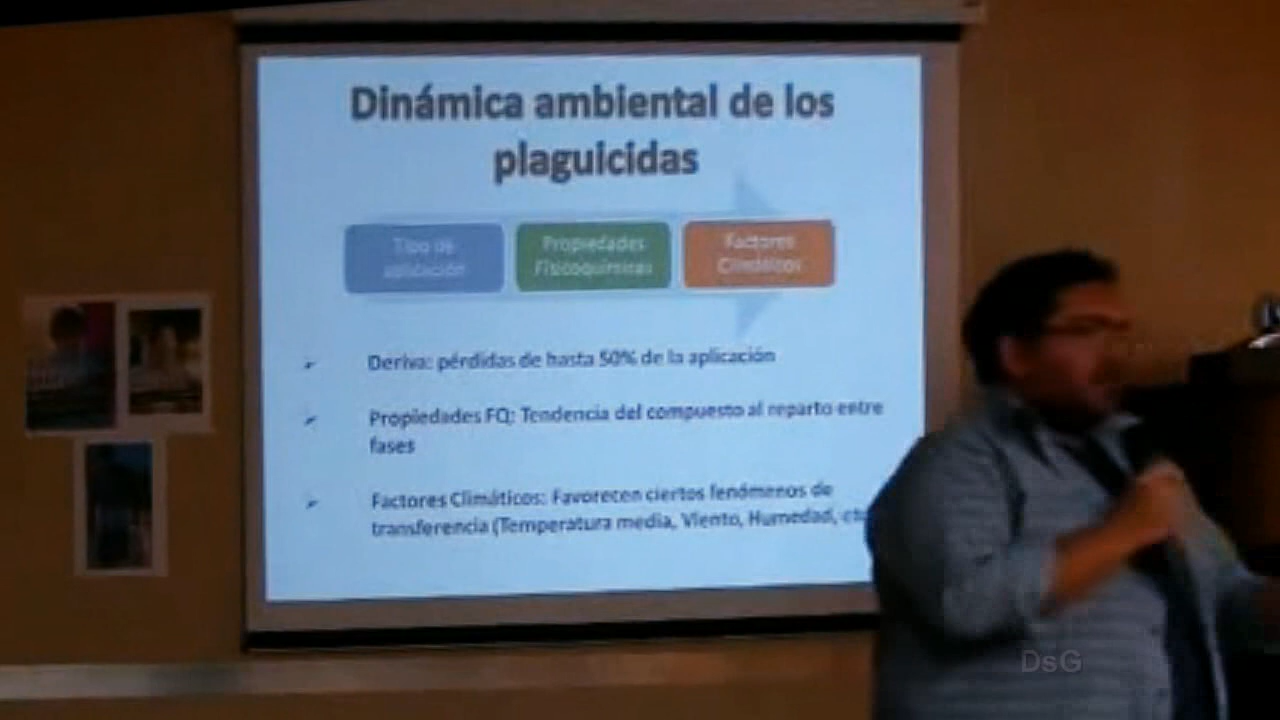 Dinámica ambiental de los
plaguicidas
Tipo de
aplicación
Propiedades
Fisicoquímicas
Factores
Climáticos
Deriva: pérdidas de hasta 50% de la aplicación
Propiedades FQ: Tendencia del compuesto al reparto entre
fases
Factores Climáticos: Favorecen ciertos fenómenos de
transferencia (Temperatura media, Viento, Humedad, etc
DsG